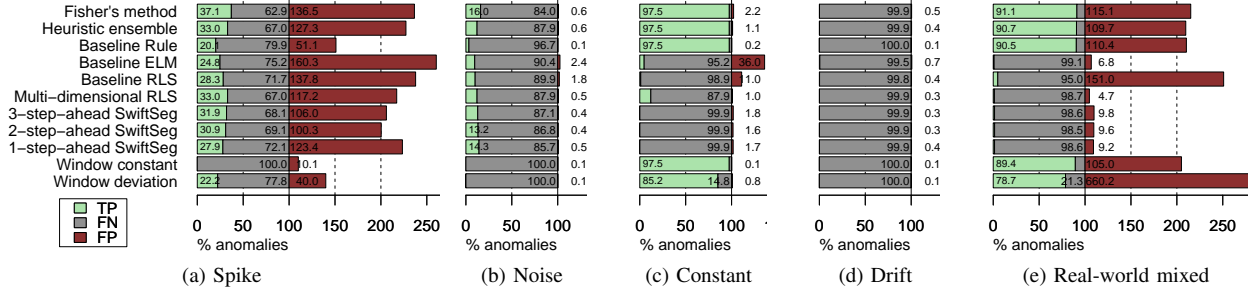 Fisher's method 37.1 62.9 136.5 16.0 84.0 0.6 97.5 2.2 99.9 0.5 91.1 115.1
Heuristic ensemble 33.0 67.0 127.3 87.9 0.6 97.5 1.1 99.9 0.4 90.7 109.7
Baseline Rule 20.1 79.9 51.1 96.7 0.1 97.5 0.2 100.0 0.1 90.5 110.4
Baseline ELM 24.8 75.2 160.3 90.4 2.4 95.2 36.0 99.5 0.7 99.1 6.8
Baseline RLS 28.3 71.7 137.8 89.9 1.8 98.9 11.0 99.8 0.4 95.0 151.0
Multi−dimensional RLS 33.0 67.0 117.2 87.9 0.5 87.9 1.0 99.9 0.3 98.7 4.7
3−step−ahead SwiftSeg 31.9 68.1 106.0 87.1 0.4 99.9 1.8 99.9 0.3 98.6 9.8
2−step−ahead SwiftSeg 30.9 69.1 100.3 13.2 86.8 0.4 99.9 1.6 99.9 0.3 98.5 9.6
1−step−ahead SwiftSeg 27.9 72.1 123.4 14.3 85.7 0.5 99.9 1.7 99.9 0.4 98.6 9.2
Window constant 100.0 10.1 100.0 0.1 97.5 0.1 100.0 0.1 89.4 105.0
Window deviation 22.2 77.8 40.0 100.0 0.1 85.2 14.8 0.8 100.0 0.1 78.7 21.3 660.2
0 50 100 150 200 250 0 50 100 0 50 100 0 50 100 0 50 100 150 200 250
% anomalies % anomalies % anomalies % anomalies % anomalies
TP
FN
FP
(a) Spike (b) Noise (c) Constant (d) Drift (e) Real-world mixed